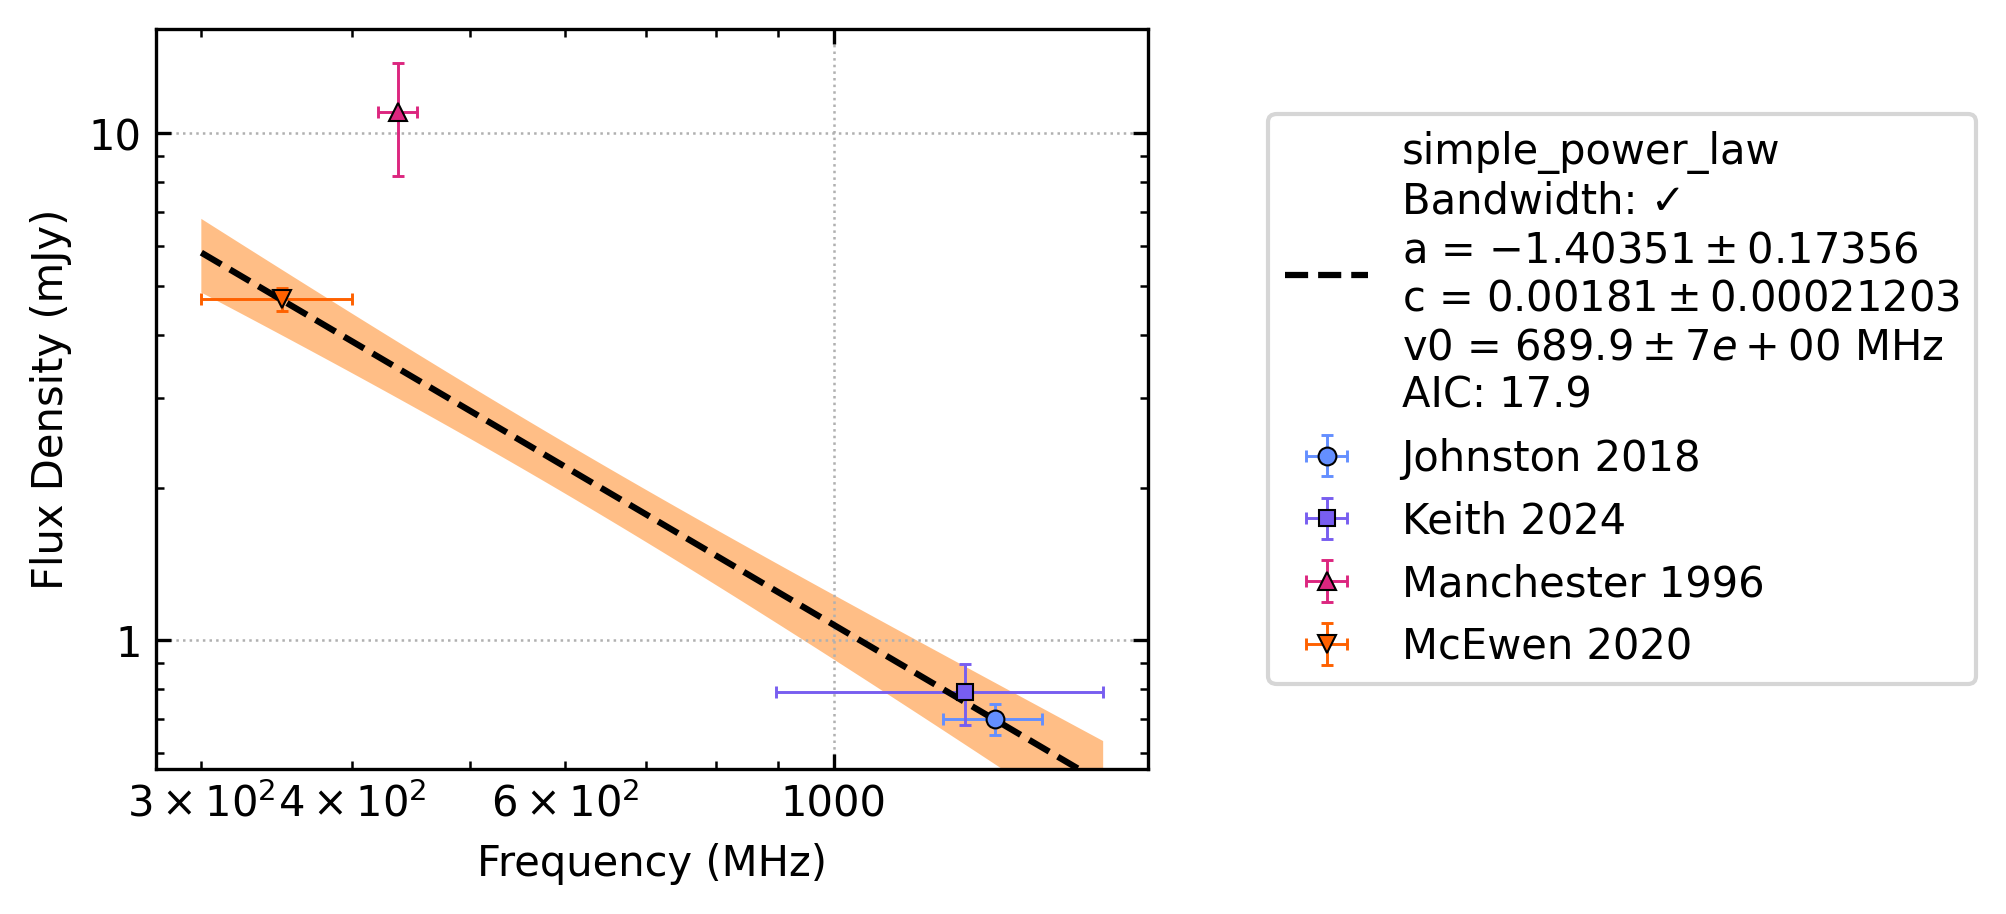 Flux Density (mJy)
10
1
3 × 10² 4 × 10² 6 × 10² 1000
Frequency (MHz)
simple_power_law
Bandwidth: ✓
a = −1.40351 ± 0.17356
c = 0.00181 ± 0.00021203
v0 = 689.9 ± 7e + 00 MHz
AIC: 17.9
Johnston 2018
Keith 2024
Manchester 1996
McEwen 2020